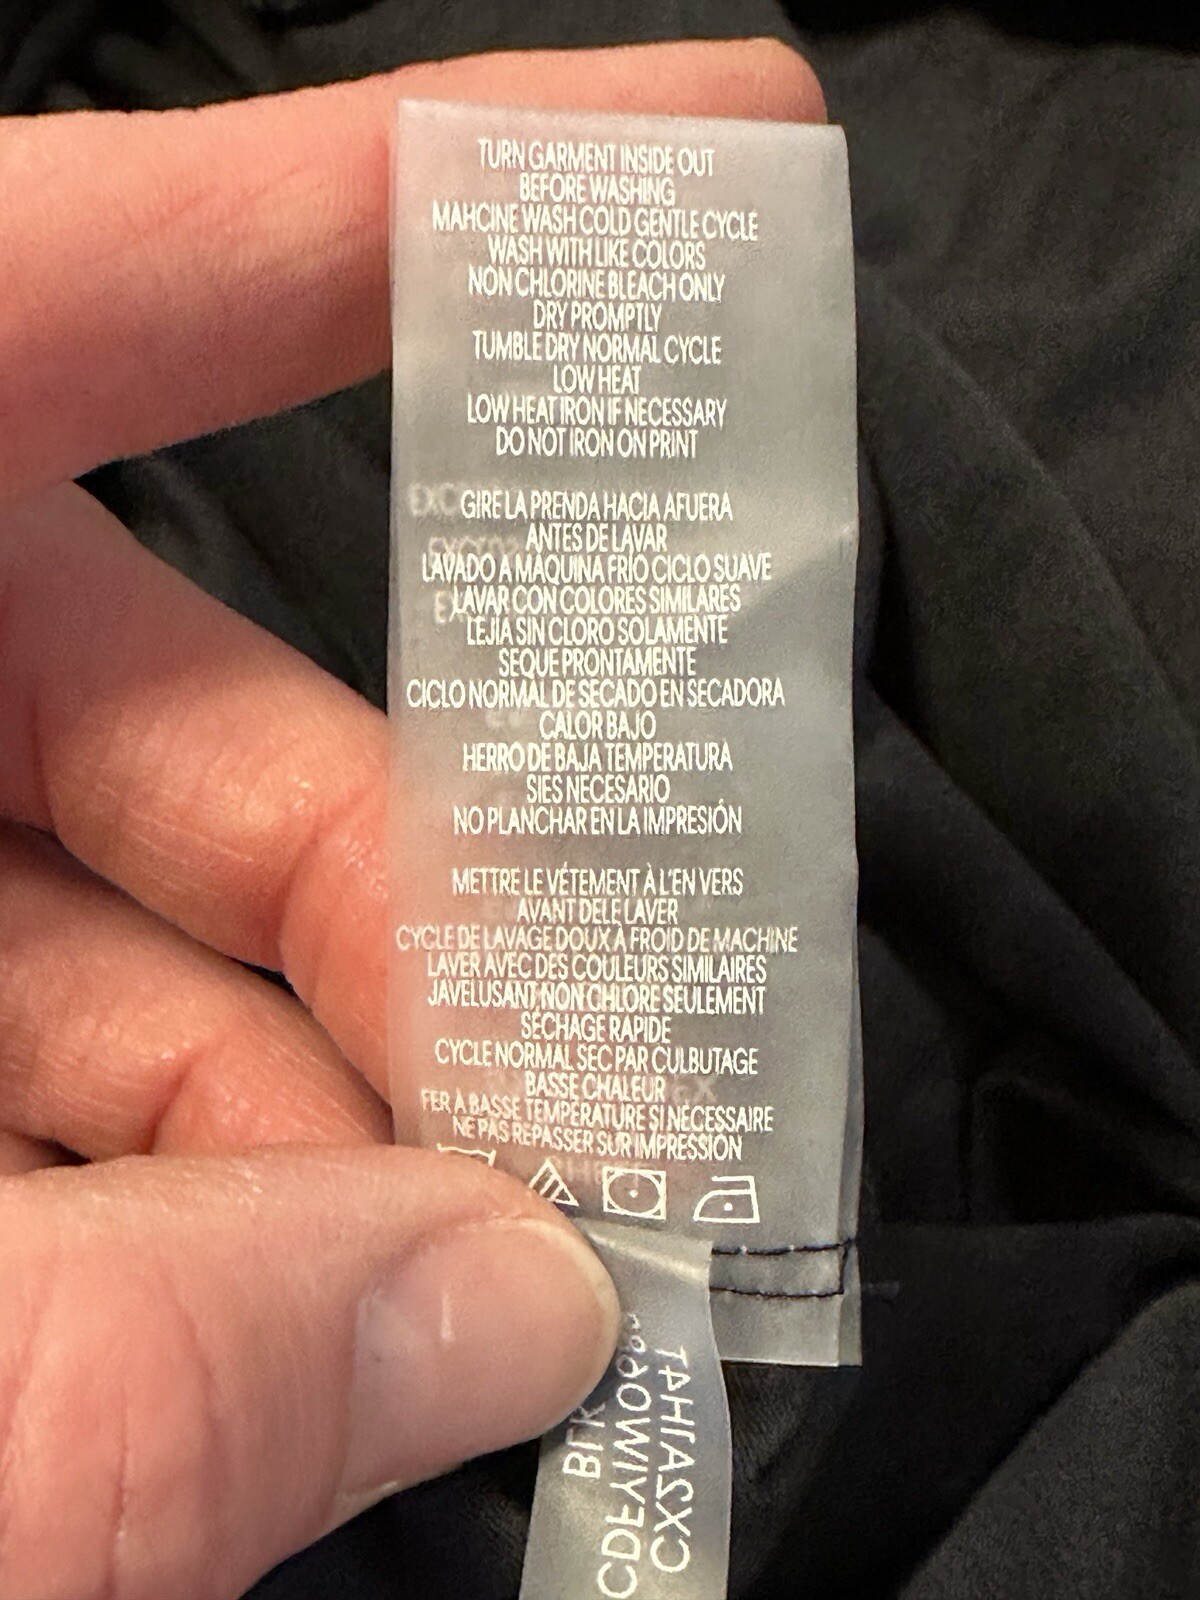 TURN GARMENT INSIDE OUT
BEFORE WASHING
MAHCINE WASH COLD GENTLE CYCLE
WASH WITH LIKE COLORS
NON CHLORINE BLEACH ONLY
DRY PROMPTLY
TUMBLE DRY NORMAL CYCLE
LOW HEAT
LOW HEAT IRON IF NECESSARY
DO NOT IRON ON PRINT
GIRE LA PRENDA HACIA AFUERA
ANTES DE LAVAR
LAVADO A MÁQUINA FRÍO CICLO SUAVE
LAVAR CON COLORES SIMILARES
LEJÍA SIN CLORO SOLAMENTE
SEQUE PRONTAMENTE
CICLO NORMAL DE SECADO EN SECADORA
CALOR BAJO
HERRO DE BAJA TEMPERATURA
SIES NECESARIO
NO PLANCHAR EN LA IMPRESIÓN
METTRE LE VÉTEMENT À L'EN VERS
AVANT DELE LAVER
CYCLE DE LAVAGE DOUX À FROID DE MACHINE
LAVER AVEC DES COULEURS SIMILAIRES
JAVELUSANT NON CHLORE SEULEMENT
SÉCHAGE RAPIDE
CYCLE NORMAL SEC PAR CULBUTAGE
BASSE CHALEUR
FER À BASSE TEMPÉRATURE SI NÉCESSAIRE
NE PAS REPASSER SUR IMPRESSION
BLK